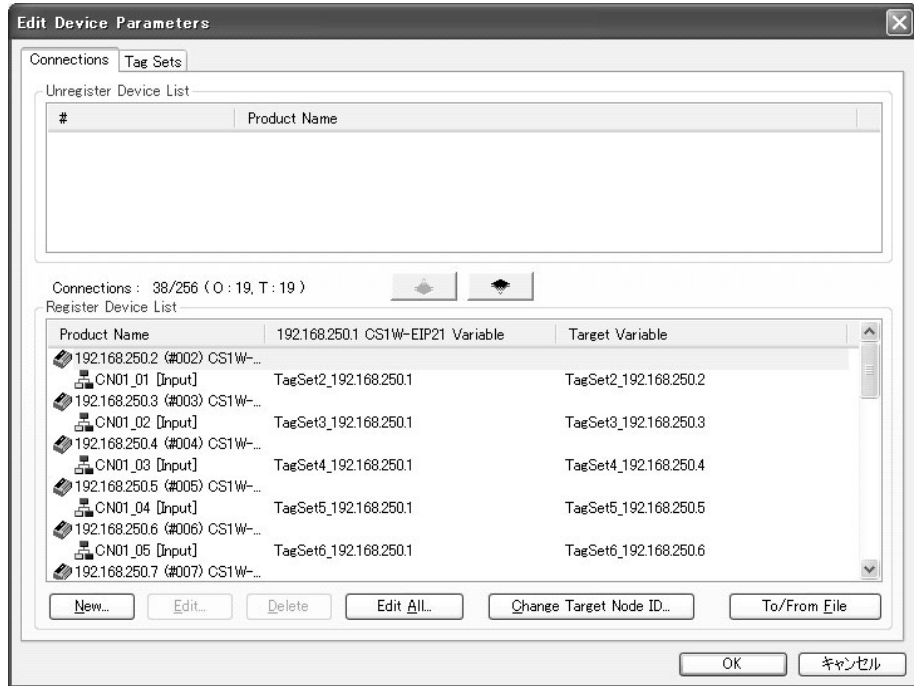 Edit Device Parameters
Connections Tag Sets
Unregister Device List
# Product Name
Connections : 38/256 ( O : 19, T : 19 )
Register Device List
Product Name 192.168.250.1 CS1W-EIP21 Variable Target Variable
192.168.250.2 (#002) CS1W-...
CN01_01 [Input] TagSet2_192.168.250.1 TagSet2_192.168.250.2
192.168.250.3 (#003) CS1W-...
CN01_02 [Input] TagSet3_192.168.250.1 TagSet3_192.168.250.3
192.168.250.4 (#004) CS1W-...
CN01_03 [Input] TagSet4_192.168.250.1 TagSet4_192.168.250.4
192.168.250.5 (#005) CS1W-...
CN01_04 [Input] TagSet5_192.168.250.1 TagSet5_192.168.250.5
192.168.250.6 (#006) CS1W-...
CN01_05 [Input] TagSet6_192.168.250.1 TagSet6_192.168.250.6
192.168.250.7 (#007) CS1W-...
New... Edit... Delete Edit All... Change Target Node ID... To/From File
OK キャンセル